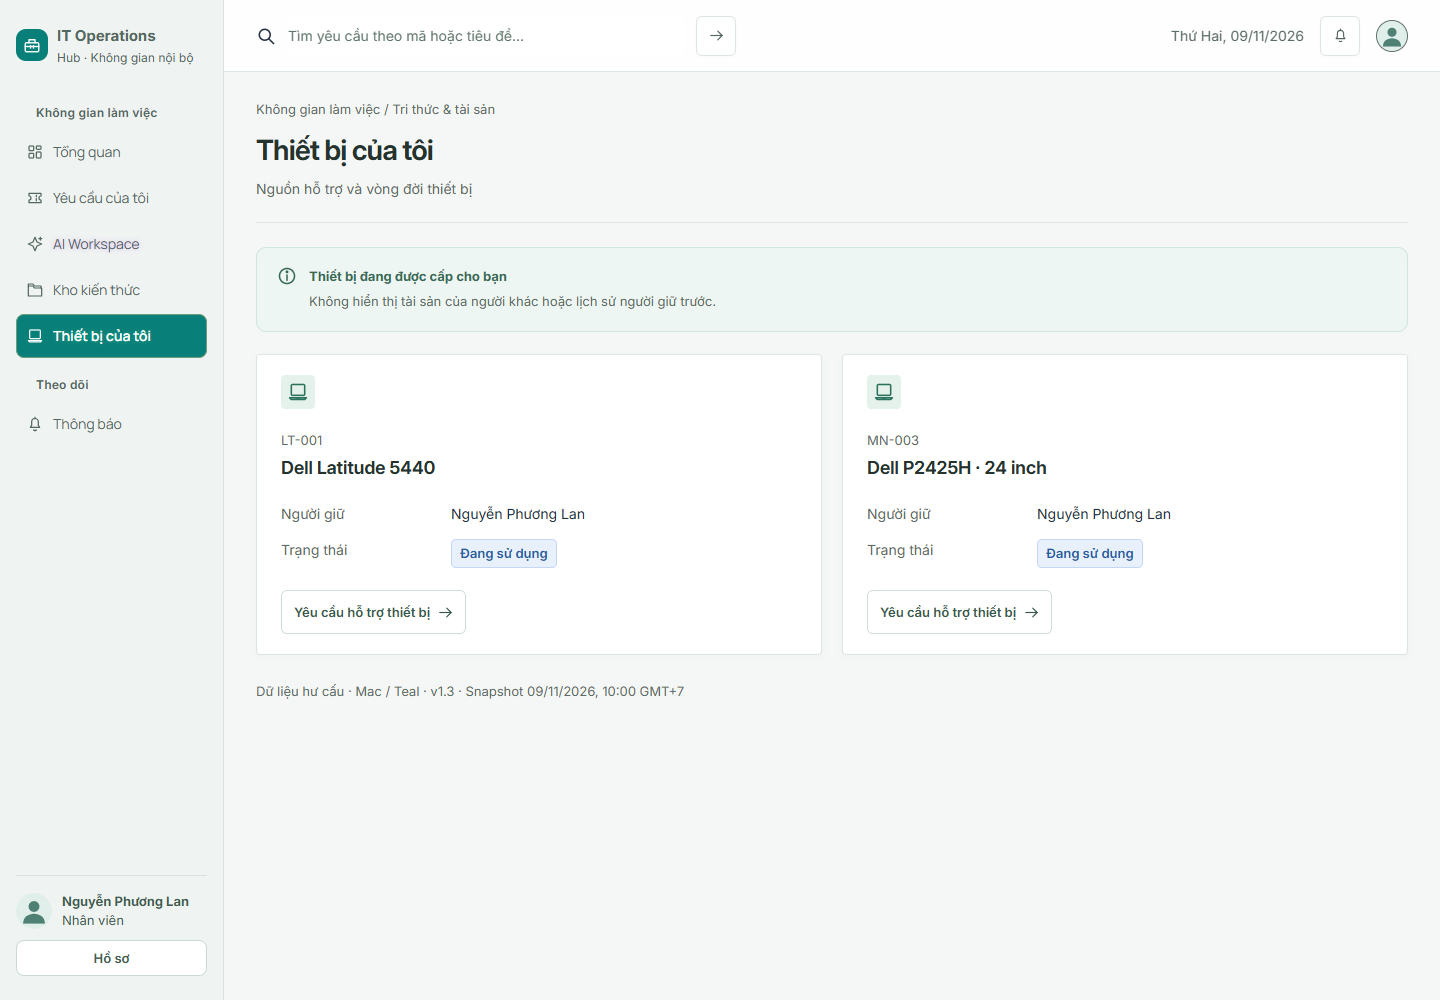 IT Operations
Hub · Không gian nội bộ
Không gian làm việc
Tổng quan
Yêu cầu của tôi
AI Workspace
Kho kiến thức
Thiết bị của tôi
Theo dõi
Thông báo
Nguyễn Phương Lan
Nhân viên
Hồ sơ
Tìm yêu cầu theo mã hoặc tiêu đề...
Thứ Hai, 09/11/2026
Không gian làm việc / Tri thức & tài sản
Thiết bị của tôi
Nguồn hỗ trợ và vòng đời thiết bị
Thiết bị đang được cấp cho bạn
Không hiển thị tài sản của người khác hoặc lịch sử người giữ trước.
LT-001
Dell Latitude 5440
Người giữ Nguyễn Phương Lan
Trạng thái Đang sử dụng
Yêu cầu hỗ trợ thiết bị →
MN-003
Dell P2425H · 24 inch
Người giữ Nguyễn Phương Lan
Trạng thái Đang sử dụng
Yêu cầu hỗ trợ thiết bị →
Dữ liệu hư cấu · Mac / Teal · v1.3 · Snapshot 09/11/2026, 10:00 GMT+7